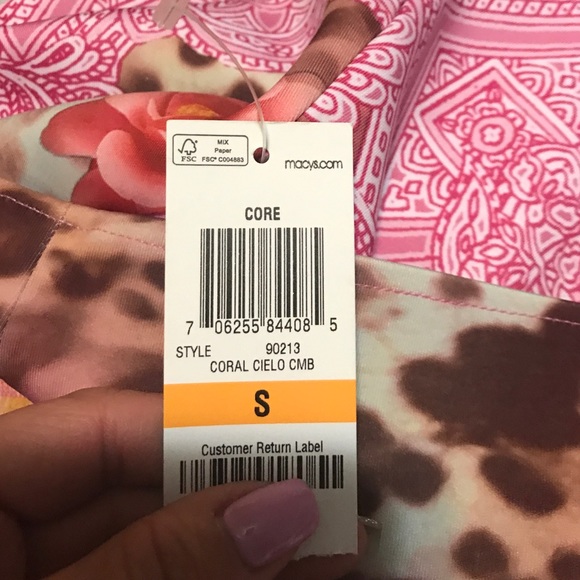 MIX
Paper
FSC
FSC® C004883
macys.com
CORE
7 06255 84408 5
STYLE 90213
CORAL CIELO CMB
S
Customer Return Label